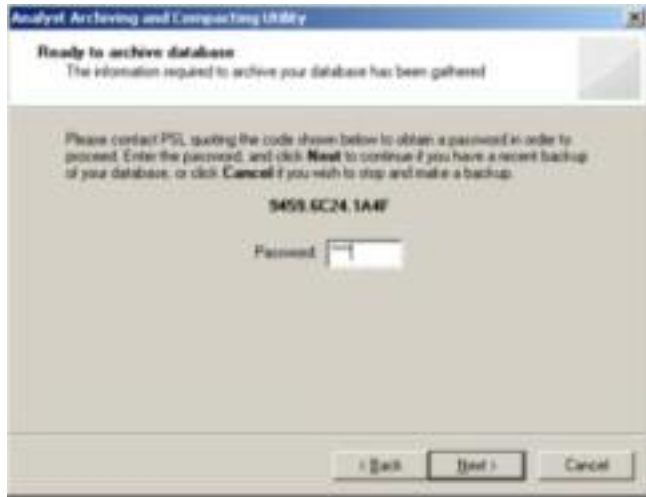 Analyst Archiving and Compacting Utility
Ready to archive database
The information required to archive your database has been gathered
Please contact PSL, quoting the code shown below to obtain a password in order to
proceed. Enter the password, and click Next to continue if you have a recent backup
of your database, or click Cancel if you wish to stop and make a backup.
9459.6C24.1A4F
Password:
< Back Next > Cancel